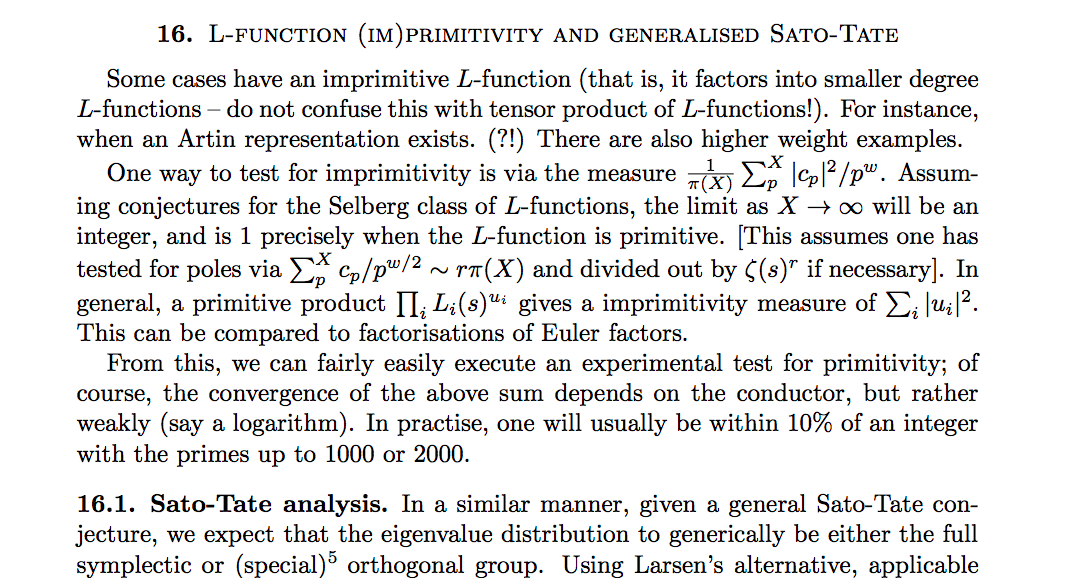 16. L-FUNCTION (IM)PRIMITIVITY AND GENERALISED SATO-TATE
Some cases have an imprimitive L-function (that is, it factors into smaller degree
L-functions – do not confuse this with tensor product of L-functions!). For instance,
when an Artin representation exists. (?!) There are also higher weight examples.
One way to test for imprimitivity is via the measure $\frac{1}{\pi(X)} \sum_p^X |c_p|^2/p^w$. Assum-
ing conjectures for the Selberg class of L-functions, the limit as X → ∞ will be an
integer, and is 1 precisely when the L-function is primitive. [This assumes one has
tested for poles via $\sum_p^X c_p/p^{w/2} \sim r\pi(X)$ and divided out by $\zeta(s)^r$ if necessary]. In
general, a primitive product $\prod_i L_i(s)^{u_i}$ gives a imprimitivity measure of $\sum_i |u_i|^2$.
This can be compared to factorisations of Euler factors.
From this, we can fairly easily execute an experimental test for primitivity; of
course, the convergence of the above sum depends on the conductor, but rather
weakly (say a logarithm). In practise, one will usually be within 10% of an integer
with the primes up to 1000 or 2000.
16.1. Sato-Tate analysis. In a similar manner, given a general Sato-Tate con-
jecture, we expect that the eigenvalue distribution to generically be either the full
symplectic or (special)⁵ orthogonal group. Using Larsen's alternative, applicable